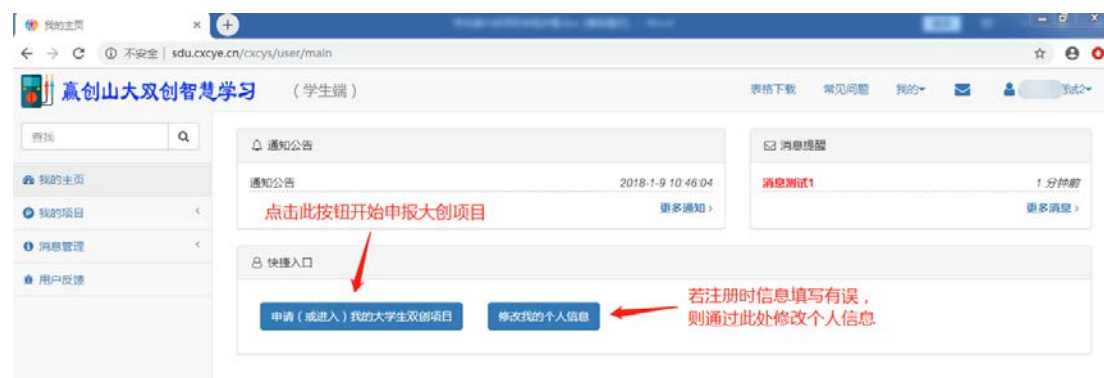 我的主页
不安全 | sdu.cxcye.cn/cxcys/user/main
赢创山大双创智慧学习 （学生端） 表格下载 常见问题 我的
查找
通知公告 消息提醒
我的主页
通知公告 2018-1-9 10:46:04 消息测试1 1 分钟前
我的项目
点击此按钮开始申报大创项目 更多通知 更多消息
消息管理
快捷入口
用户反馈
若注册时信息填写有误，
申请（或进入）我的大学生双创项目 修改我的个人信息
则通过此处修改个人信息